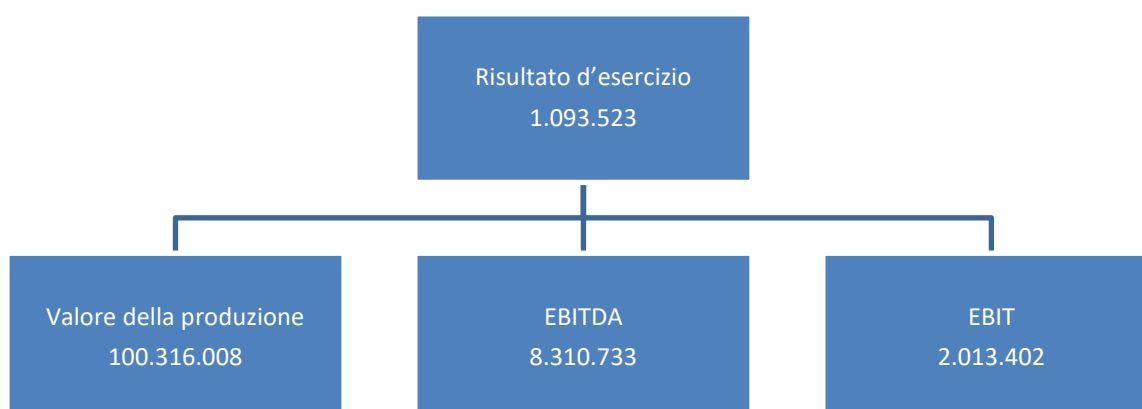 Risultato d’esercizio
1.093.523
Valore della produzione
100.316.008
EBITDA
8.310.733
EBIT
2.013.402